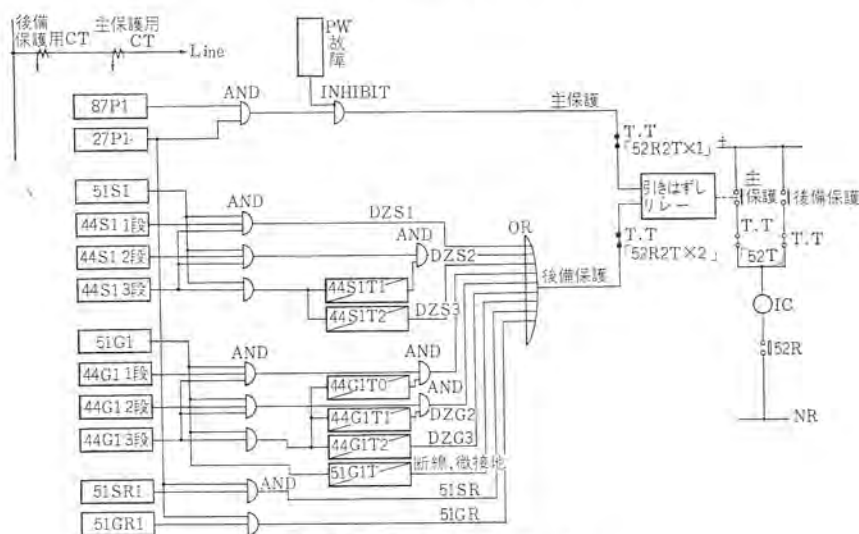 後備
保護用CT
主保護用
CT
Line
PW
故
障
AND
INHIBIT
87P1
27P1
主保護
T.T
「52R2T×1」
±
51S1
44S1 1段
44S1 2段
44S1 3段
AND
DZS1
AND
DZS2
44S1T1
44S1T2
DZS3
OR
引きはずし
リレー
主
保護
後備保護
T.T
「52T」
T.T
T.T
「52R2T×2」
後備保護
IC
52R
NR
51G1
44G1 1段
44G1 2段
44G1 3段
AND
AND
44G1T0
AND
44G1T1
DZG2
44G1T2
DZG3
51G1T
断線,微接地
51SR1
AND
51SR
51GR1
51GR